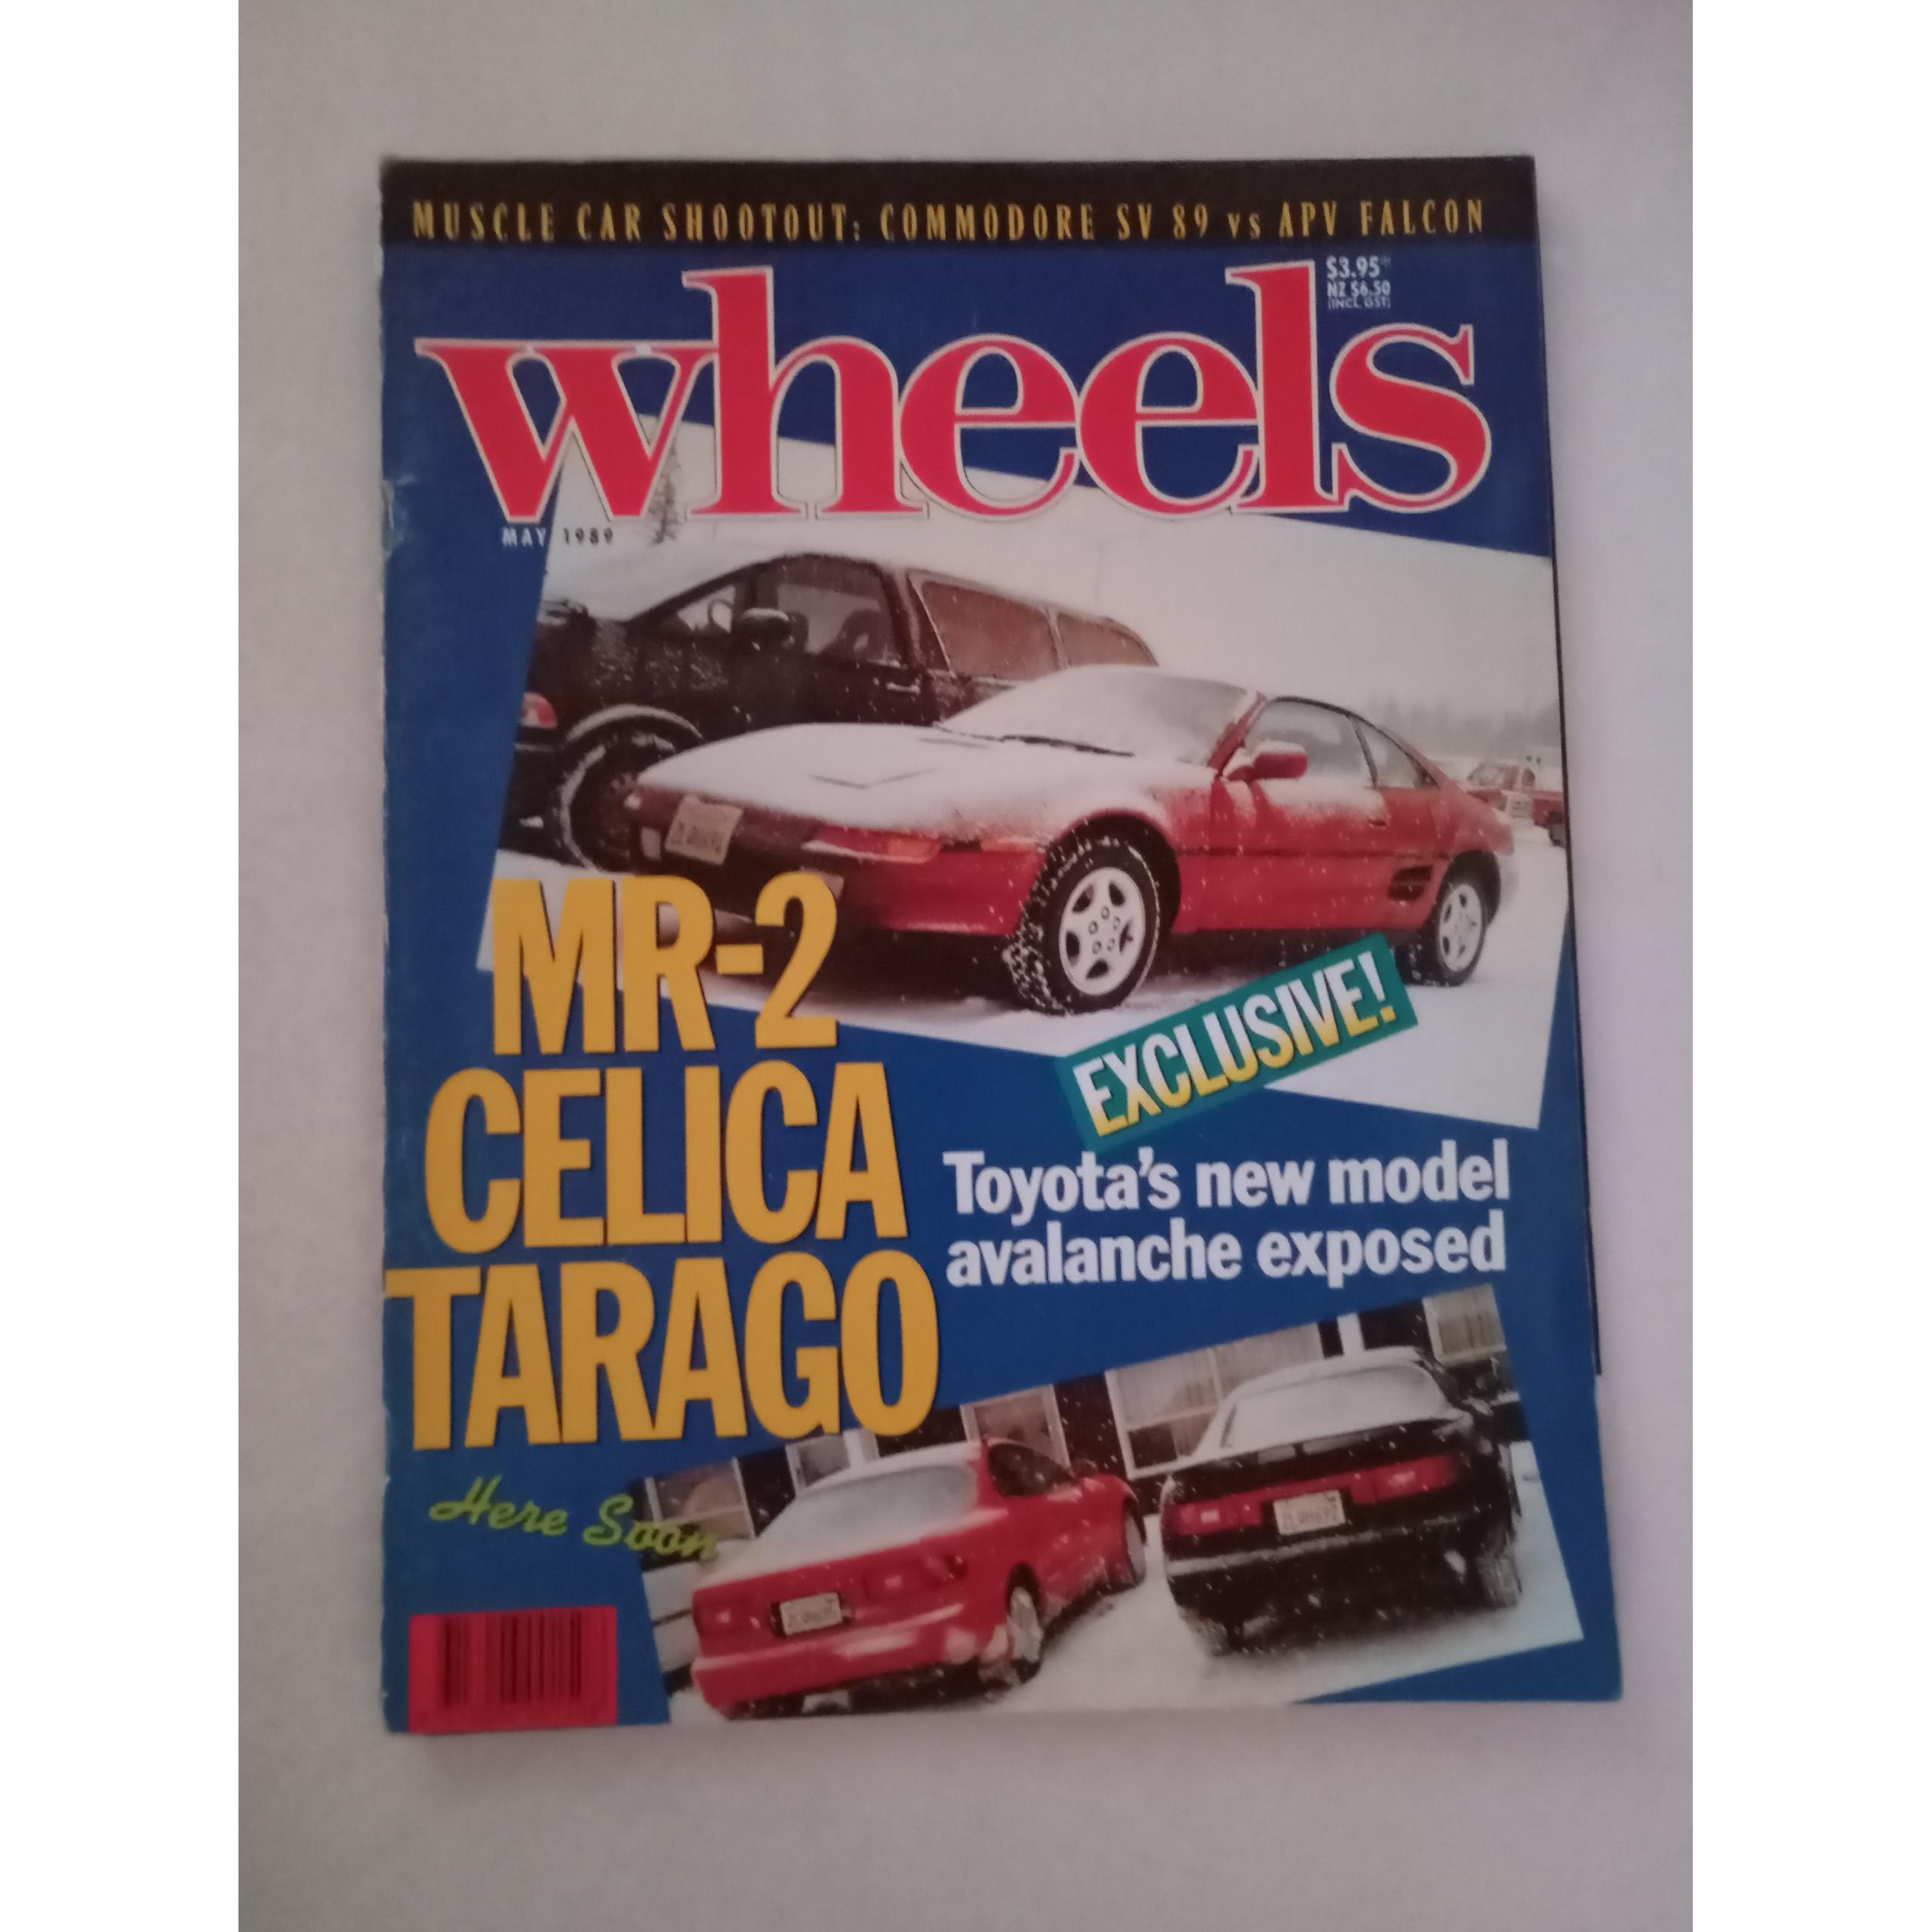 MUSCLE CAR SHOOTOUT: COMMODORE SV 89 vs APV FALCON
wheels
$3.95*
NZ $6.50
(INCL GST)
MAY 1989
MR-2
CELICA
TARAGO
EXCLUSIVE!
Toyota's new model
avalanche exposed
Here Soon